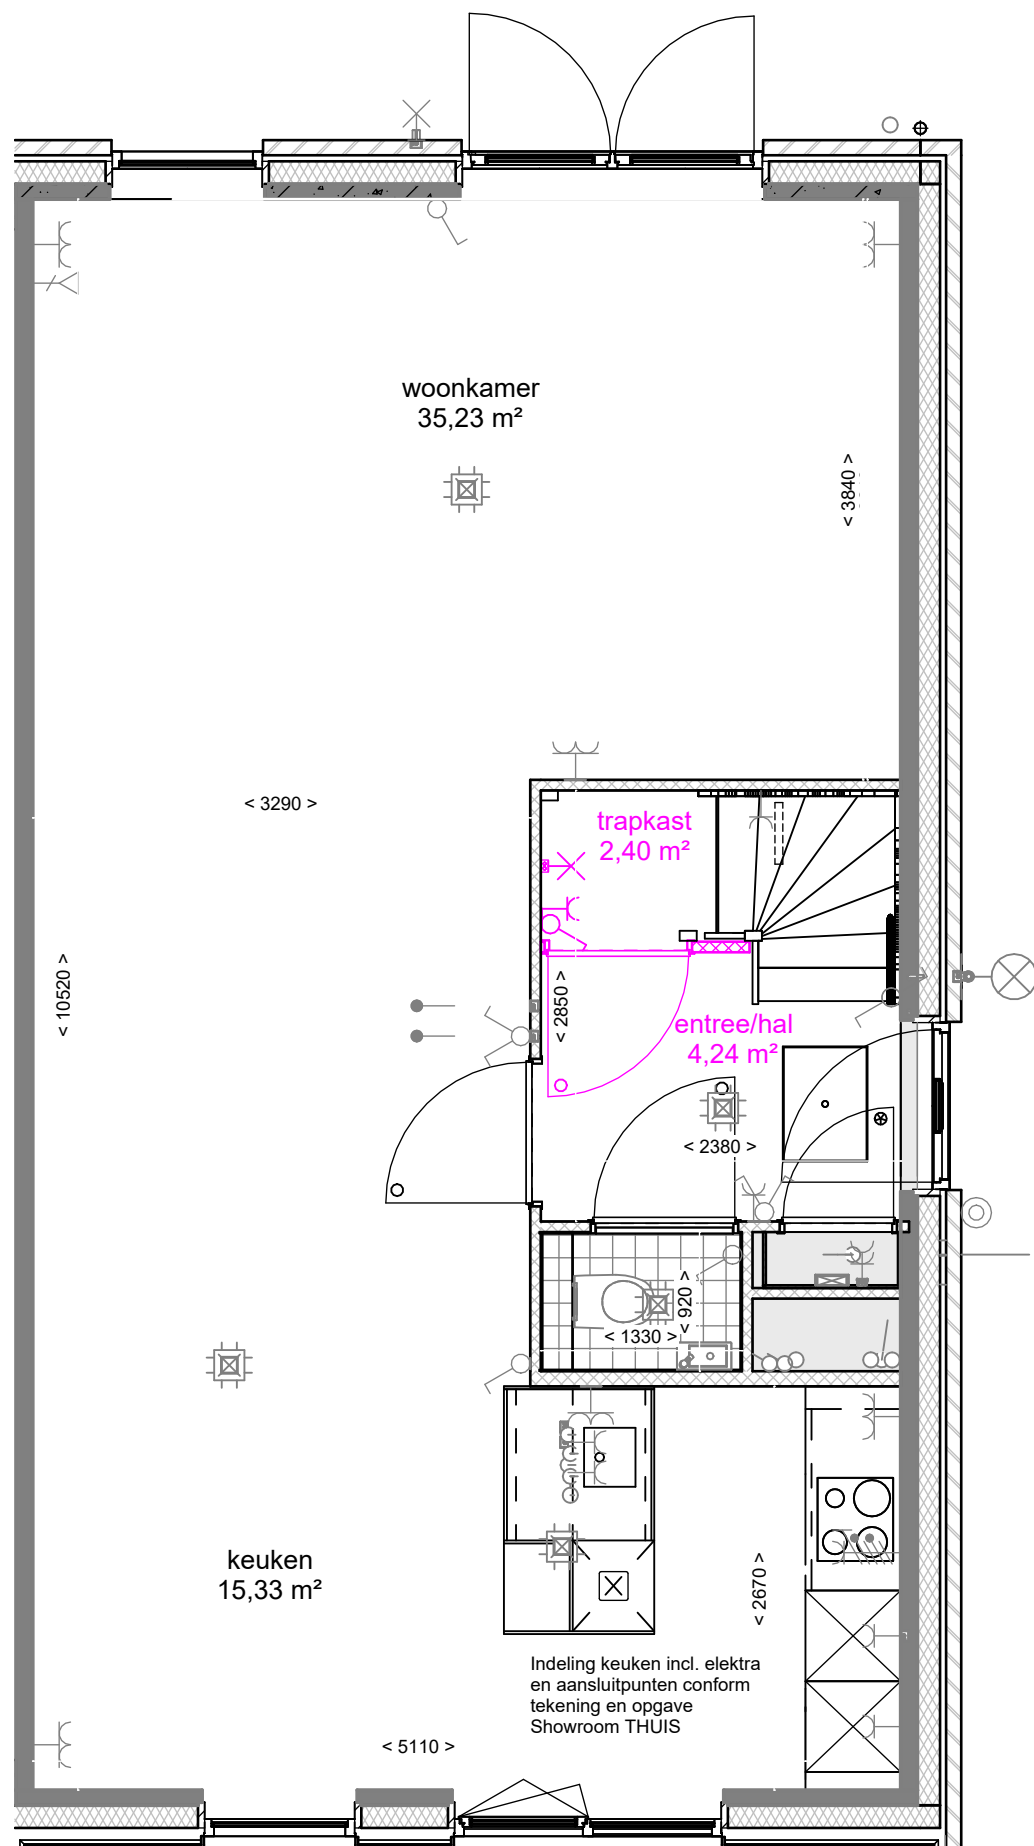 woonkamer
35,23 m²
< 3840 >
< 3290 >
trapkast
2,40 m²
< 10520 >
< 2850 >
entree/hal
4,24 m²
< 2380 >
< 920 >
< 1330 >
keuken
15,33 m²
< 2670 >
Indeling keuken incl. elektra
en aansluitpunten conform
tekening en opgave
Showroom THUIS
< 5110 >